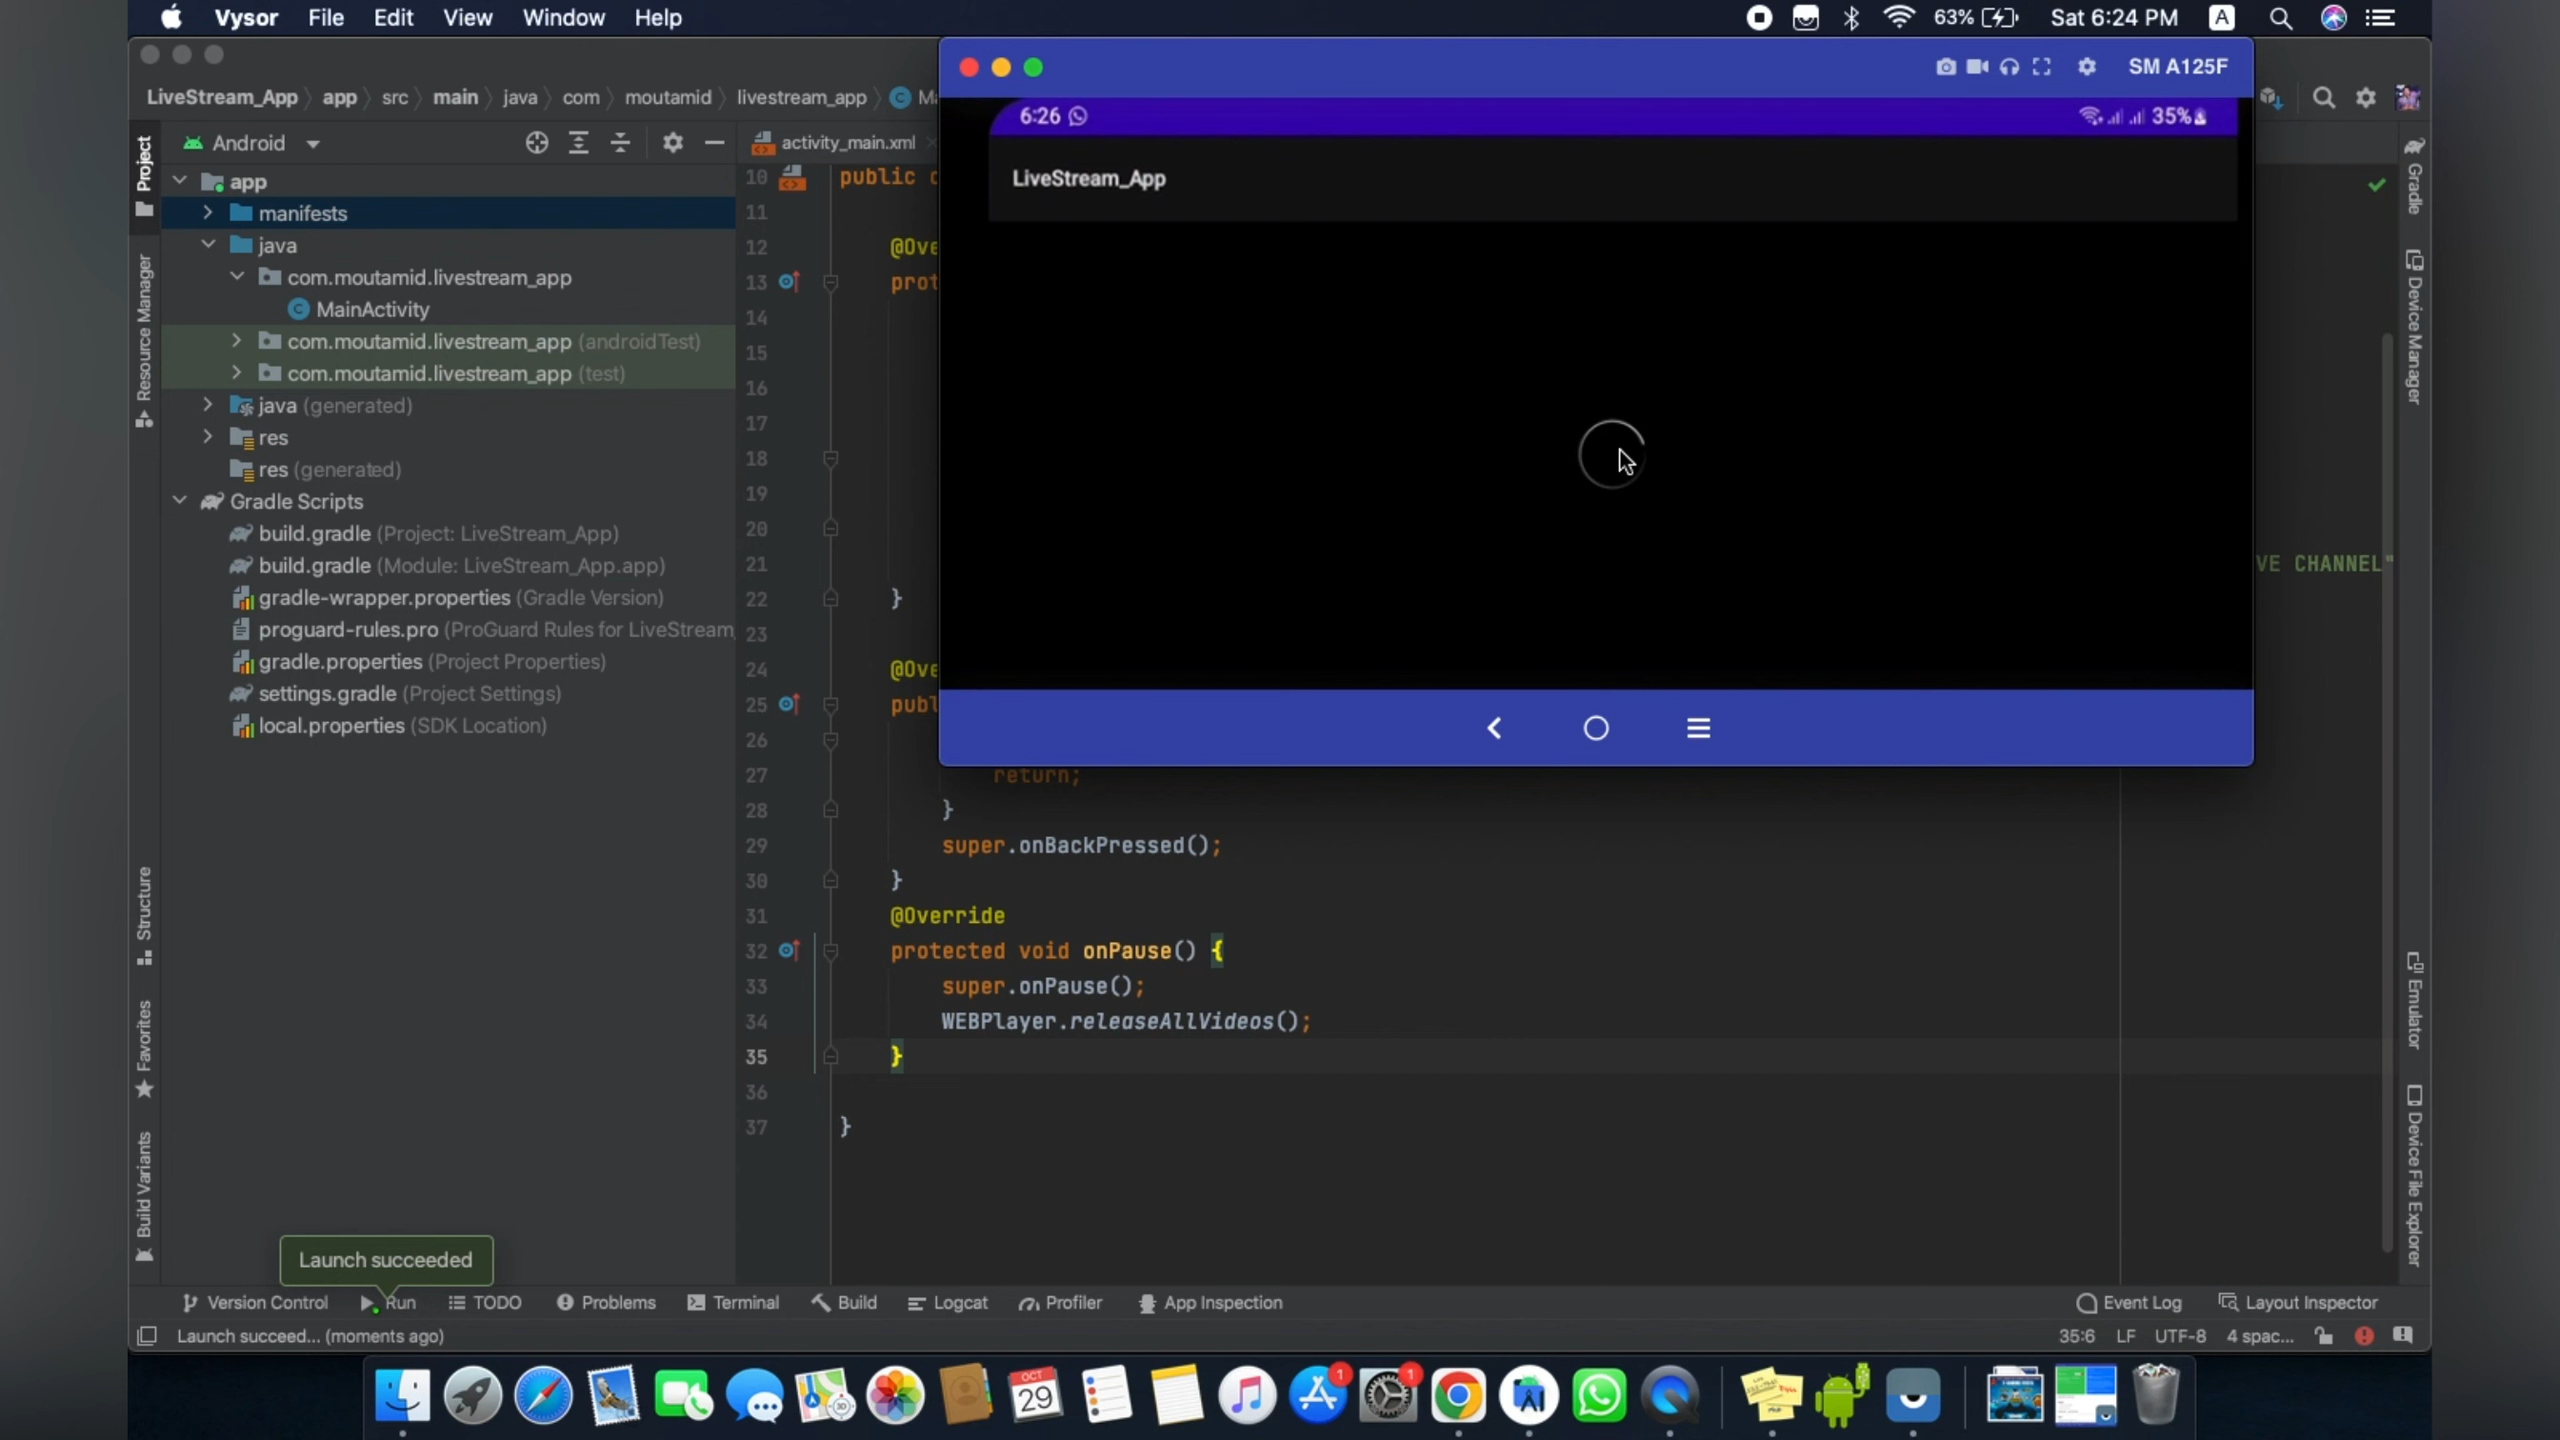 Vysor File Edit View Window Help 63% Sat 6:24 PM A
SM A125F
LiveStream_App app src main java com moutamid livestream_app
6:26 35%
Android
activity_main.xml
LiveStream_App
Project
Resource Manager
Structure
Favorites
Build Variants
app
manifests
java
com.moutamid.livestream_app
MainActivity
com.moutamid.livestream_app (androidTest)
com.moutamid.livestream_app (test)
java (generated)
res
res (generated)
Gradle Scripts
build.gradle (Project: LiveStream_App)
build.gradle (Module: LiveStream_App.app)
gradle-wrapper.properties (Gradle Version)
proguard-rules.pro (ProGuard Rules for LiveStream_
gradle.properties (Project Properties)
settings.gradle (Project Settings)
local.properties (SDK Location)
10 public
11
12 @Ove
13 prot
14
15
16
17
18
19
20
21 VE CHANNEL"
22 }
23
24 @Ove
25 publ
26
27 return;
28 }
29 super.onBackPressed();
30 }
31 @Override
32 protected void onPause() {
33 super.onPause();
34 WEBPlayer.releaseAllVideos();
35 }
36
37 }
Gradle
Device Manager
Emulator
Device File Explorer
Launch succeeded
Version Control Run TODO Problems Terminal Build Logcat Profiler App Inspection Event Log Layout Inspector
Launch succeed... (moments ago) 35:6 LF UTF-8 4 spac...
OCT
29
1
1